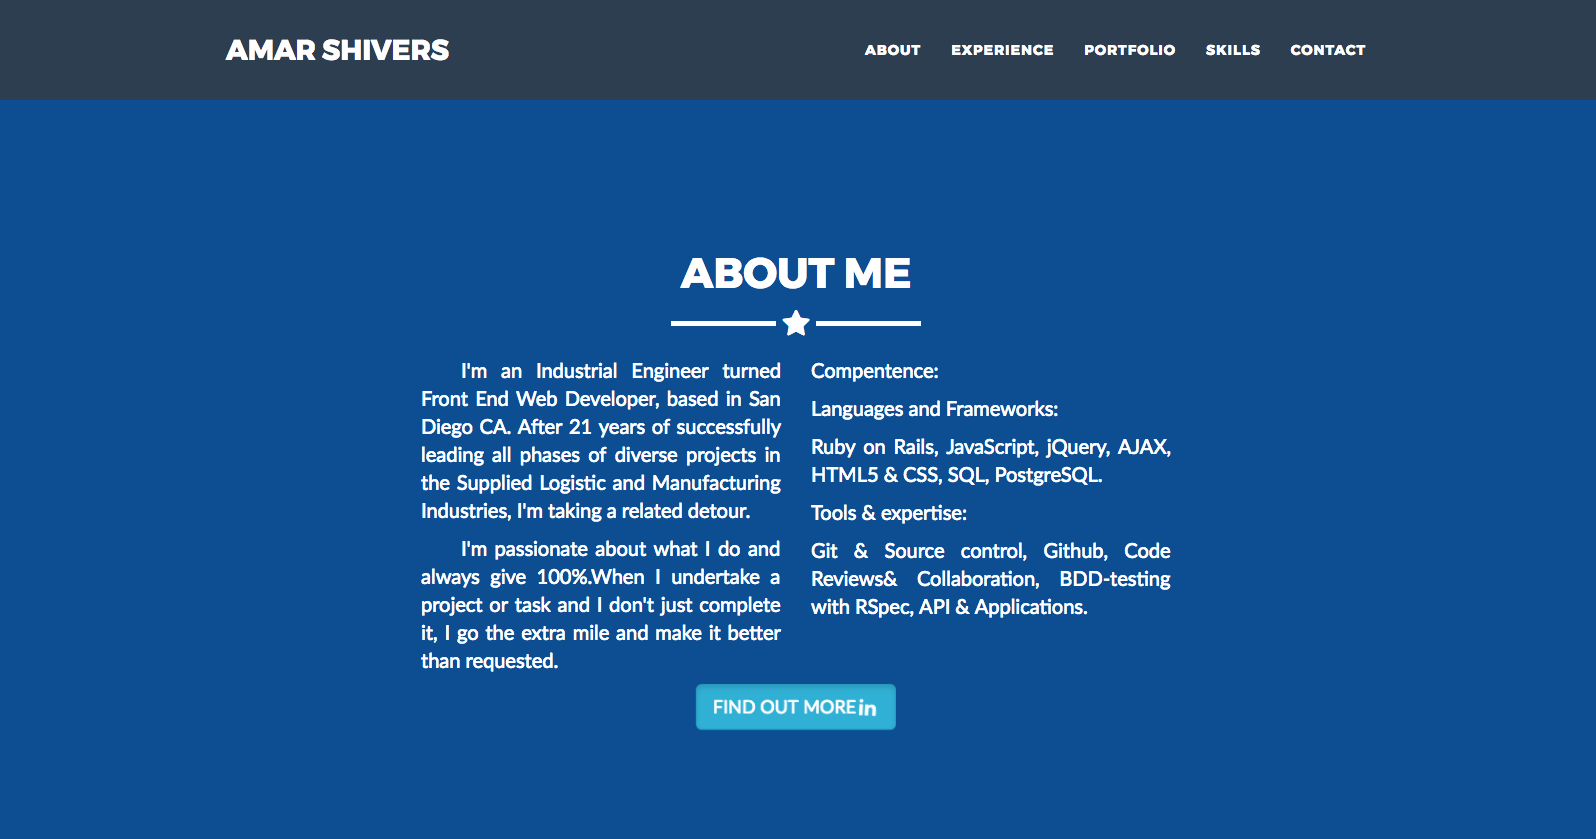 AMAR SHIVERS
ABOUT EXPERIENCE PORTFOLIO SKILLS CONTACT
ABOUT ME
I'm an Industrial Engineer turned
Front End Web Developer, based in San
Diego CA. After 21 years of successfully
leading all phases of diverse projects in
the Supplied Logistic and Manufacturing
Industries, I'm taking a related detour.
I'm passionate about what I do and
always give 100%.When I undertake a
project or task and I don't just complete
it, I go the extra mile and make it better
than requested.
Compentence:
Languages and Frameworks:
Ruby on Rails, JavaScript, jQuery, AJAX,
HTML5 & CSS, SQL, PostgreSQL.
Tools & expertise:
Git & Source control, Github, Code
Reviews& Collaboration, BDD-testing
with RSpec, API & Applications.
FIND OUT MORE in